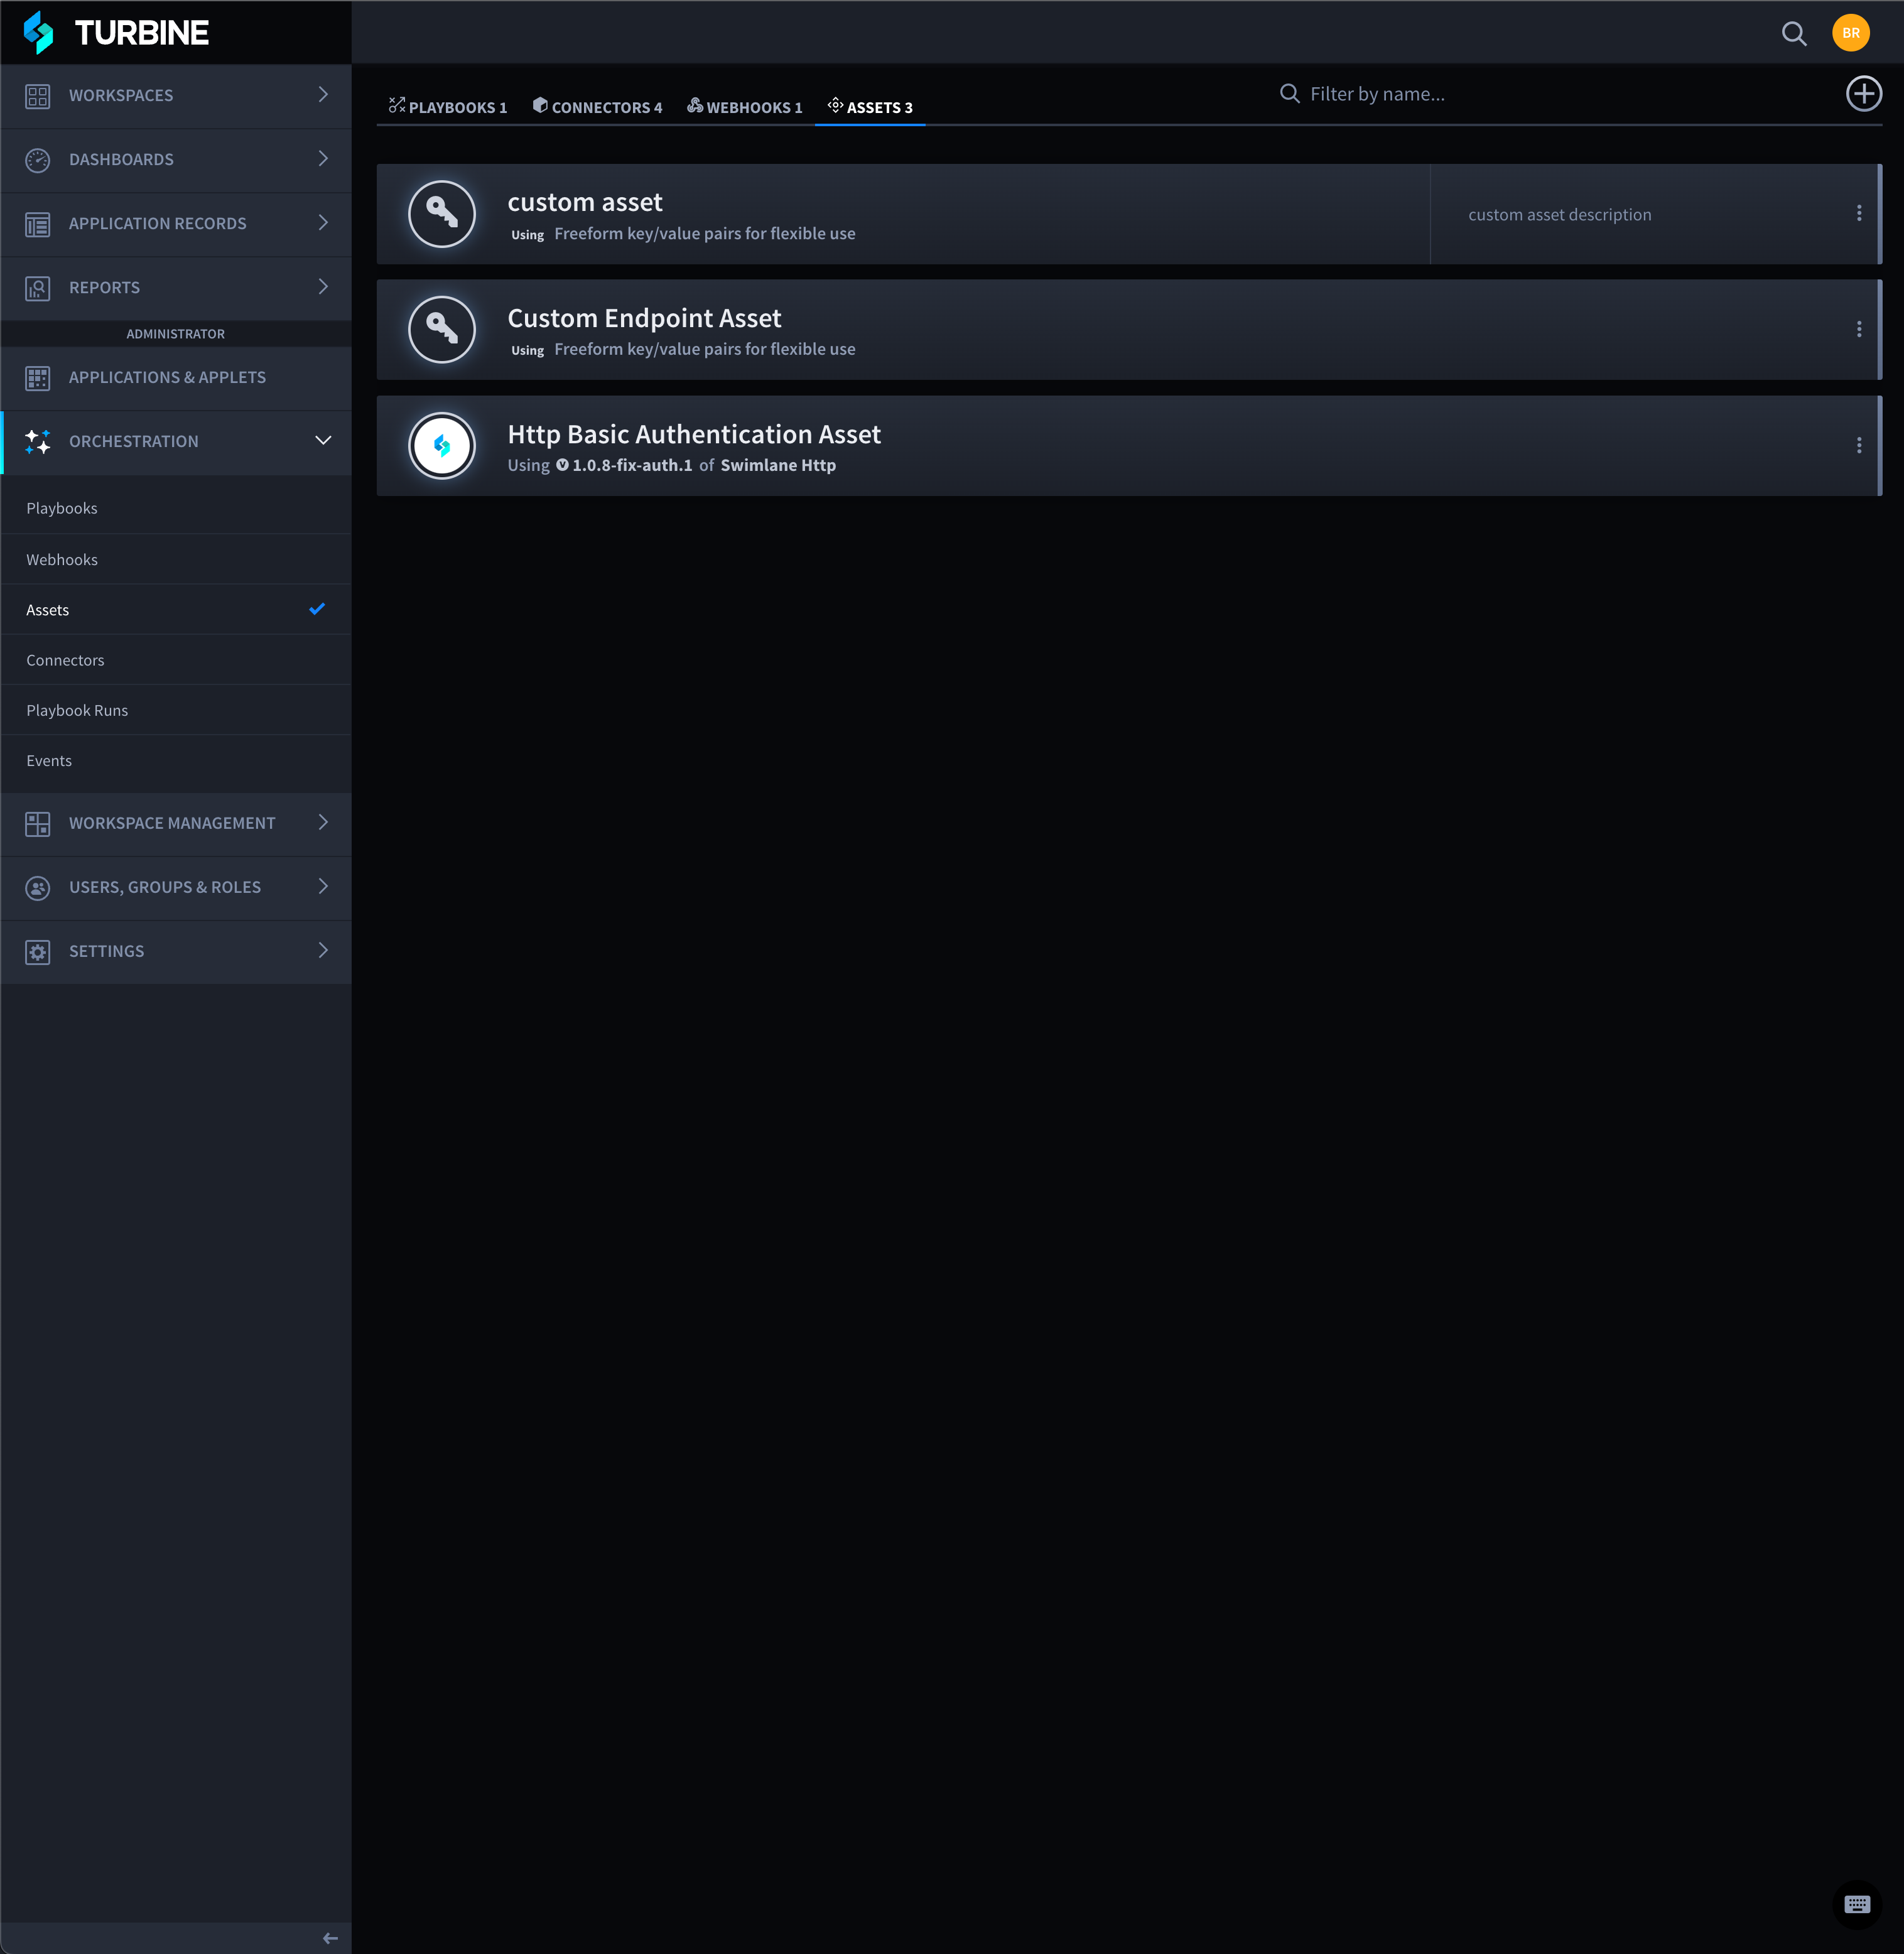 TURBINE
BR
WORKSPACES
DASHBOARDS
APPLICATION RECORDS
REPORTS
ADMINISTRATOR
APPLICATIONS & APPLETS
ORCHESTRATION
Playbooks
Webhooks
Assets
Connectors
Playbook Runs
Events
WORKSPACE MANAGEMENT
USERS, GROUPS & ROLES
SETTINGS
PLAYBOOKS 1 CONNECTORS 4 WEBHOOKS 1 ASSETS 3
Filter by name...
custom asset
Using Freeform key/value pairs for flexible use
custom asset description
Custom Endpoint Asset
Using Freeform key/value pairs for flexible use
Http Basic Authentication Asset
Using V 1.0.8-fix-auth.1 of Swimlane Http